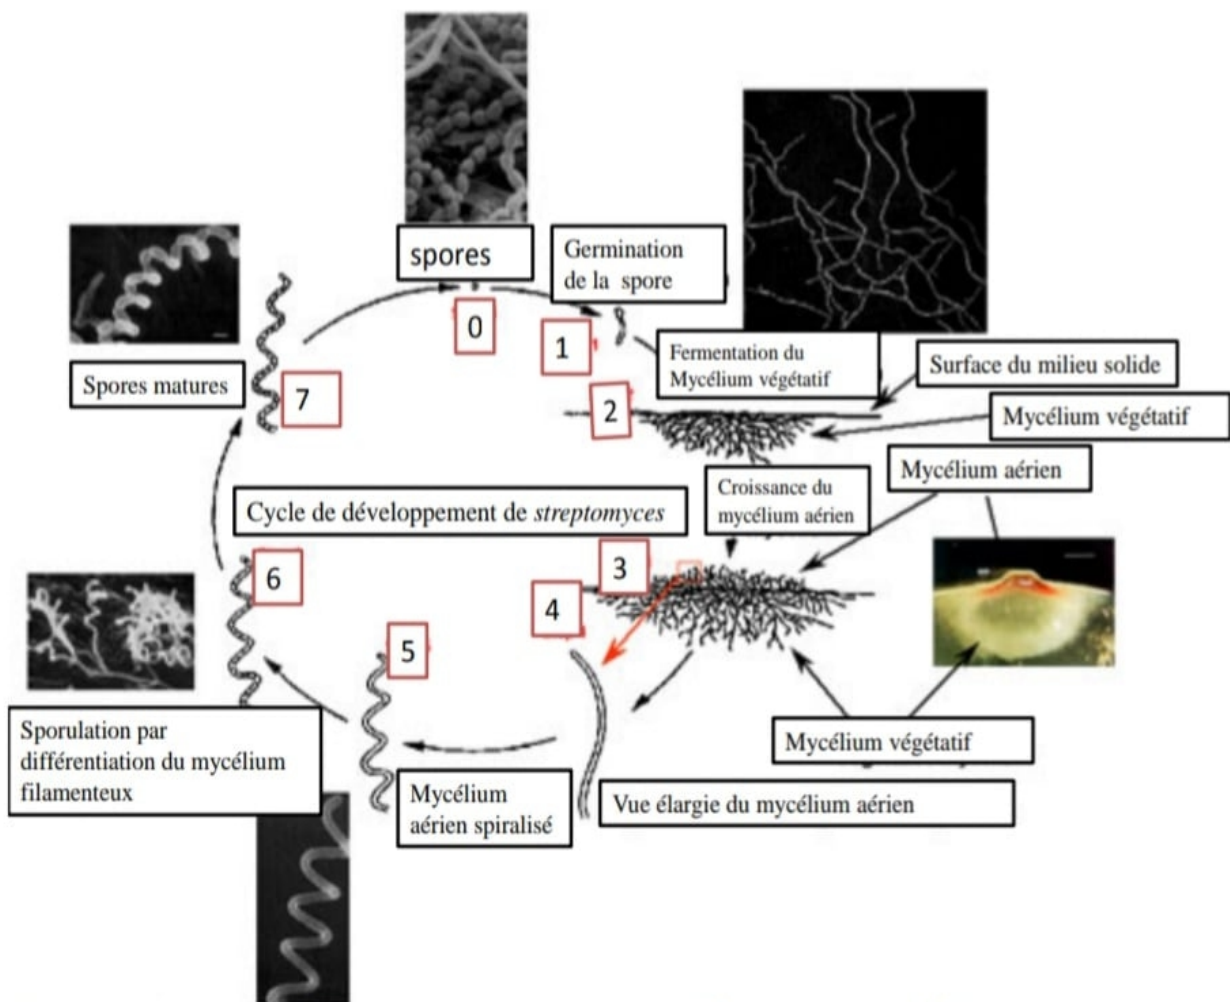 spores
0
Germination
de la spore
1
Fermentation du
Mycélium végétatif
2
Surface du milieu solide
Mycélium végétatif
Mycélium aérien
Croissance du
mycélium aérien
Cycle de développement de streptomyces
3
4
Mycélium végétatif
Vue élargie du mycélium aérien
5
Mycélium
aérien spiralisé
6
Sporulation par
différentiation du mycélium
filamenteux
7
Spores matures